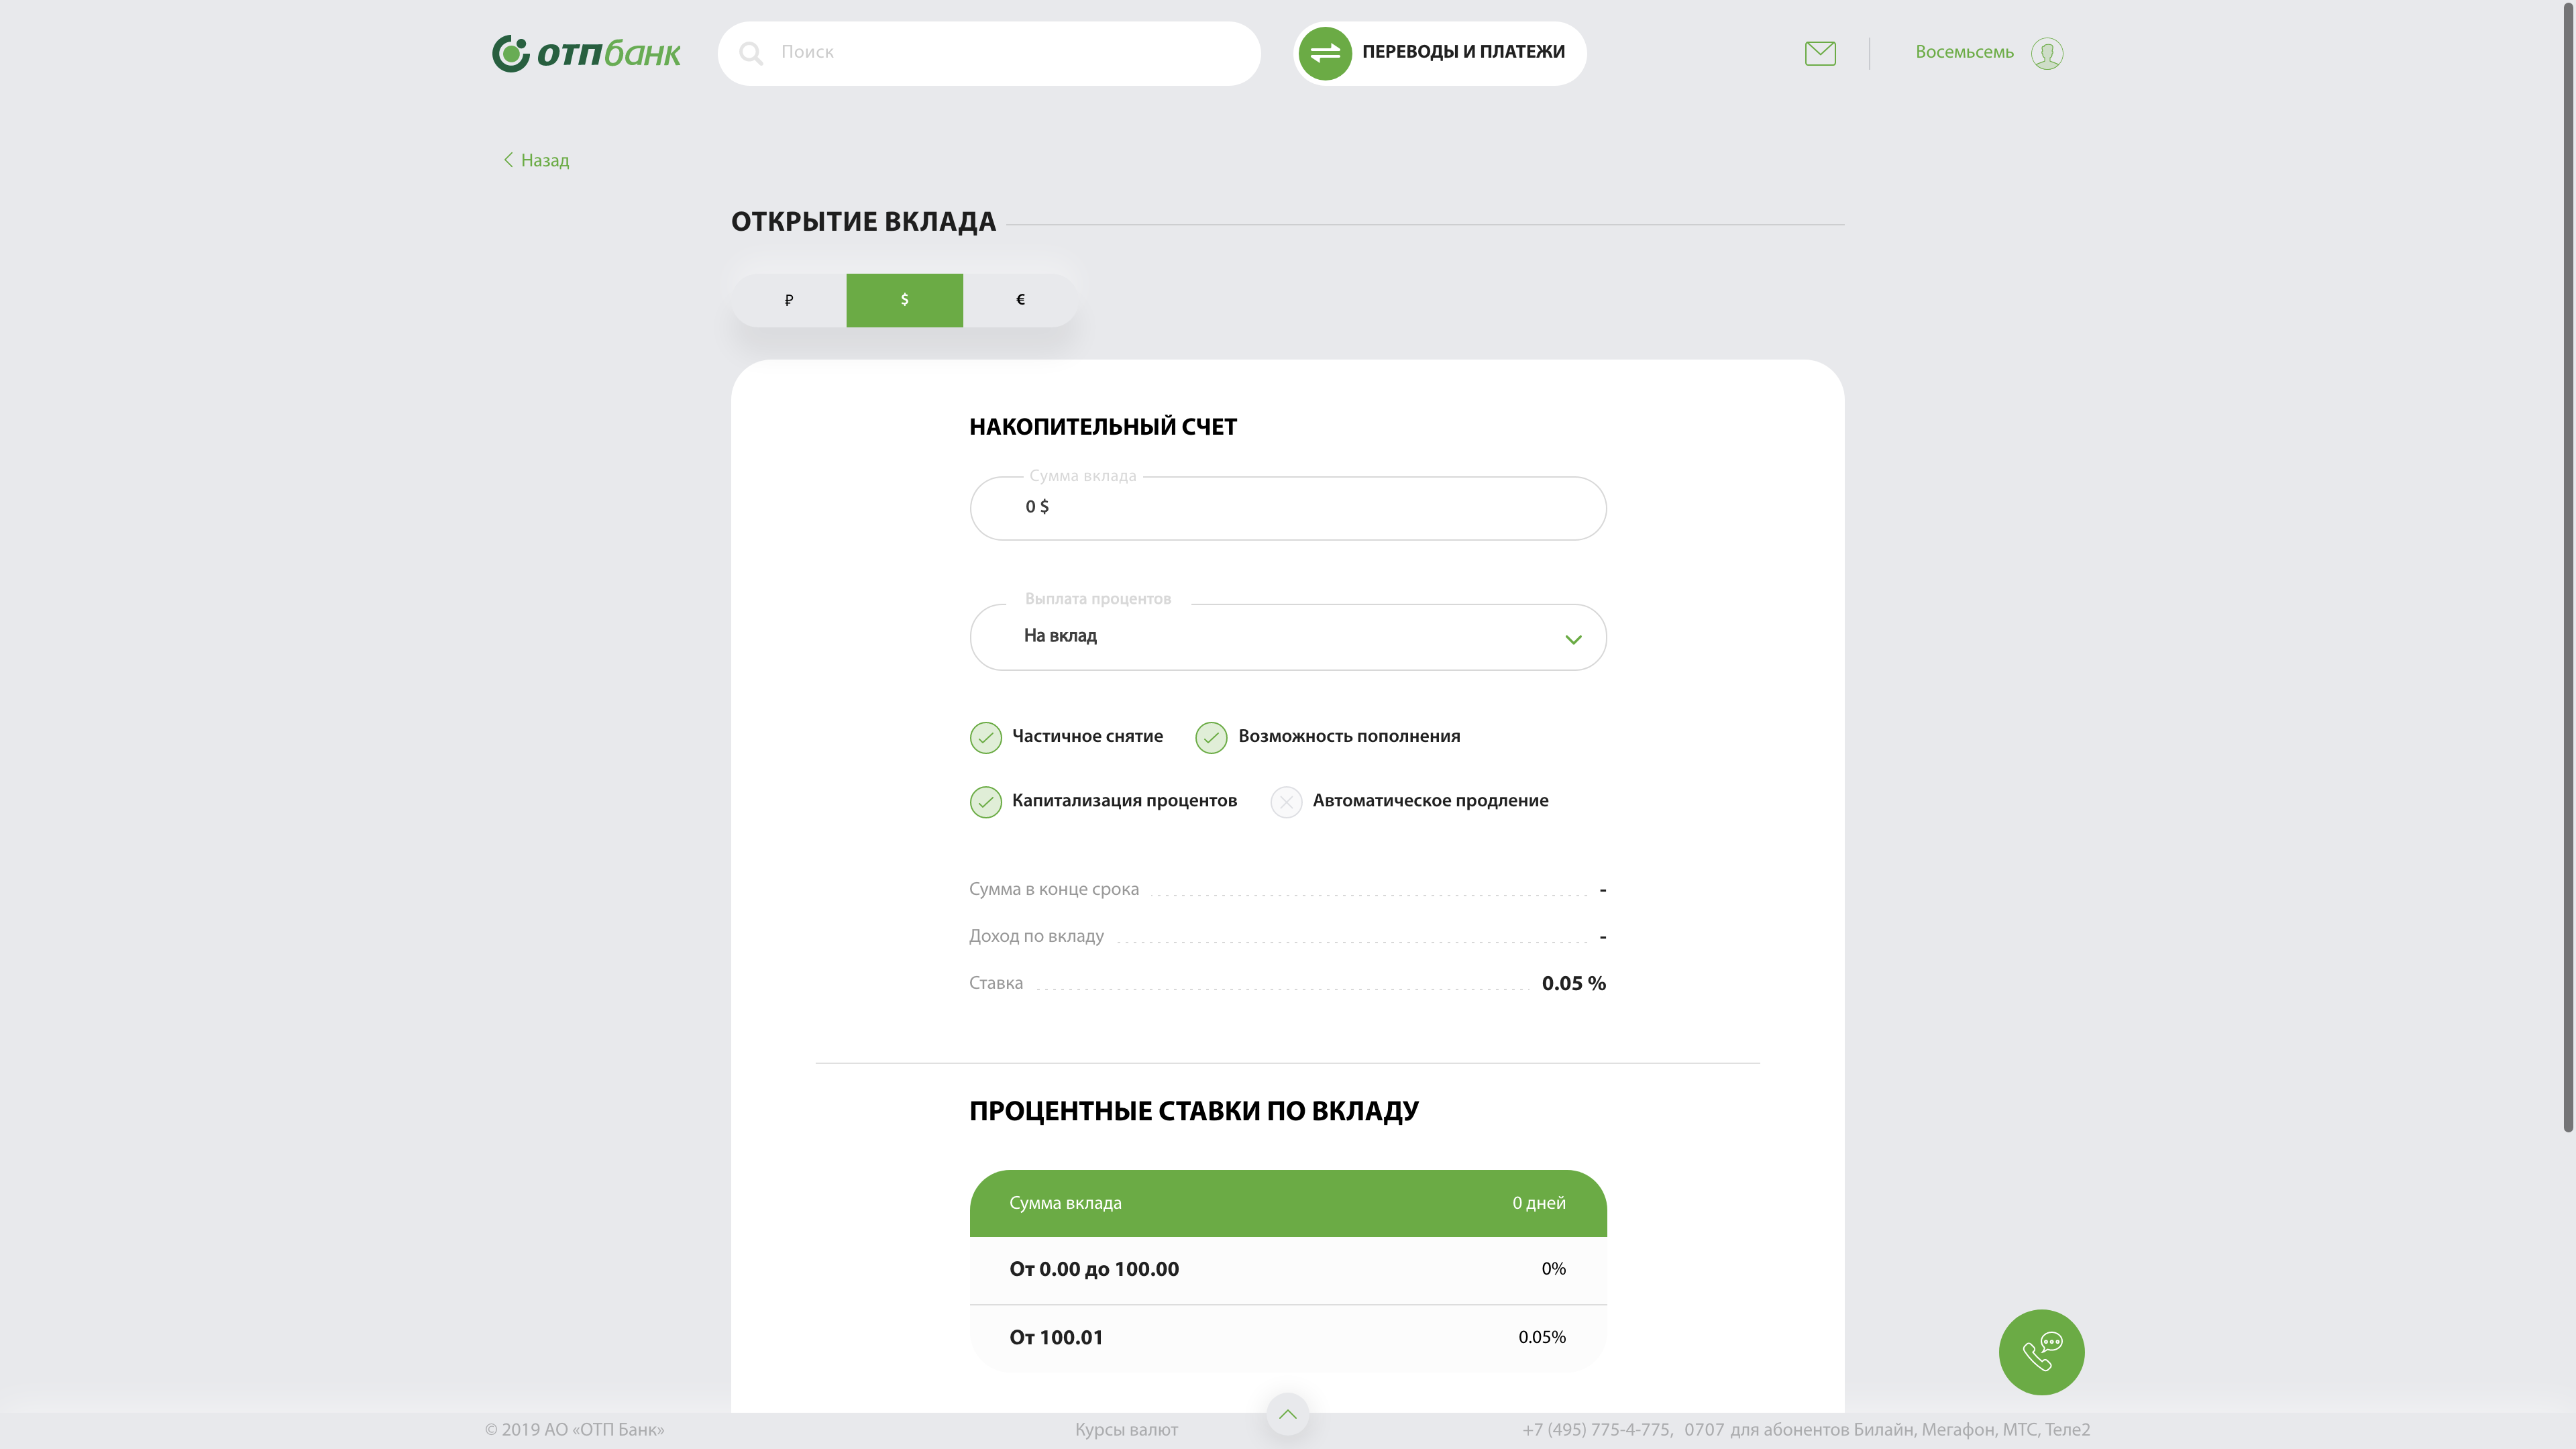 отпбанк
Поиск
ПЕРЕВОДЫ И ПЛАТЕЖИ
Восемьсемь
Назад
ОТКРЫТИЕ ВКЛАДА
₽ $ €
НАКОПИТЕЛЬНЫЙ СЧЕТ
Сумма вклада
0 $
Выплата процентов
На вклад
Частичное снятие Возможность пополнения
Капитализация процентов Автоматическое продление
Сумма в конце срока -
Доход по вкладу -
Ставка 0.05 %
ПРОЦЕНТНЫЕ СТАВКИ ПО ВКЛАДУ
Сумма вклада 0 дней
От 0.00 до 100.00 0%
От 100.01 0.05%
© 2019 АО «ОТП Банк» Курсы валют +7 (495) 775-4-775, 0707 для абонентов Билайн, Мегафон, МТС, Теле2